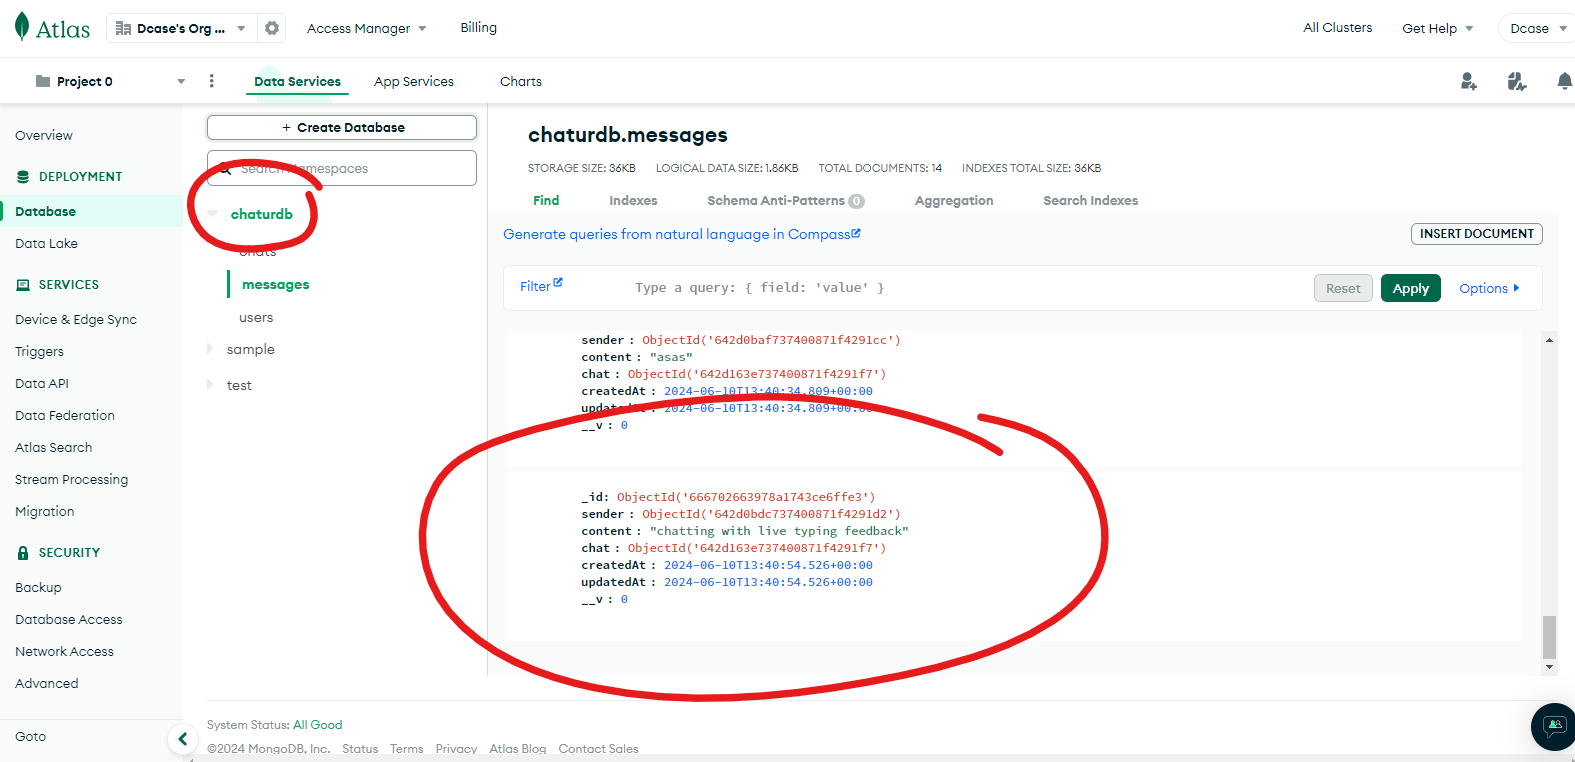 Atlas
Dcase's Org ...
Access Manager
Billing
All Clusters
Get Help
Dcase
Project 0
Data Services
App Services
Charts
Overview
DEPLOYMENT
Database
Data Lake
SERVICES
Device & Edge Sync
Triggers
Data API
Data Federation
Atlas Search
Stream Processing
Migration
SECURITY
Backup
Database Access
Network Access
Advanced
Goto
+ Create Database
Search Namespaces
chaturdb
chats
messages
users
sample
test
chaturdb.messages
STORAGE SIZE: 36KB LOGICAL DATA SIZE: 1.86KB TOTAL DOCUMENTS: 14 INDEXES TOTAL SIZE: 36KB
Find Indexes Schema Anti-Patterns 0 Aggregation Search Indexes
Generate queries from natural language in Compass
INSERT DOCUMENT
Filter
Type a query: { field: 'value' }
Reset
Apply
Options
sender : ObjectId('642d0baf737400871f4291cc')
content : "asas"
chat : ObjectId('642d163e737400871f4291f7')
createdAt : 2024-06-10T13:40:34.809+00:00
updatedAt : 2024-06-10T13:40:34.809+00:00
__v : 0
_id: ObjectId('666702663978a1743ce6ffe3')
sender : ObjectId('642d0bdc737400871f4291d2')
content : "chatting with live typing feedback"
chat : ObjectId('642d163e737400871f4291f7')
createdAt : 2024-06-10T13:40:54.526+00:00
updatedAt : 2024-06-10T13:40:54.526+00:00
__v : 0
System Status: All Good
©2024 MongoDB, Inc. Status Terms Privacy Atlas Blog Contact Sales